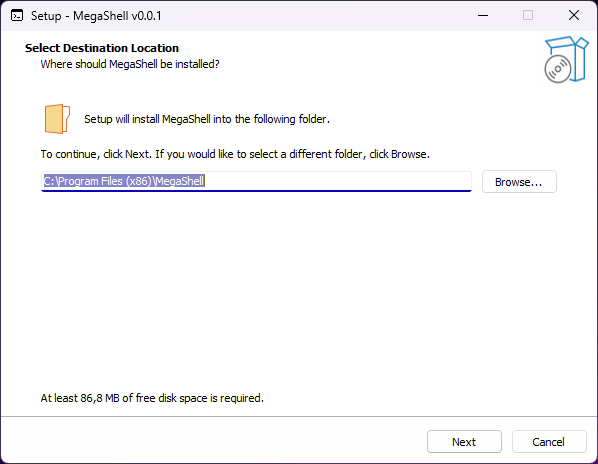 Setup - MegaShell v0.0.1
Select Destination Location
Where should MegaShell be installed?
Setup will install MegaShell into the following folder.
To continue, click Next. If you would like to select a different folder, click Browse.
C:\Program Files (x86)\MegaShell
Browse...
At least 86,8 MB of free disk space is required.
Next
Cancel